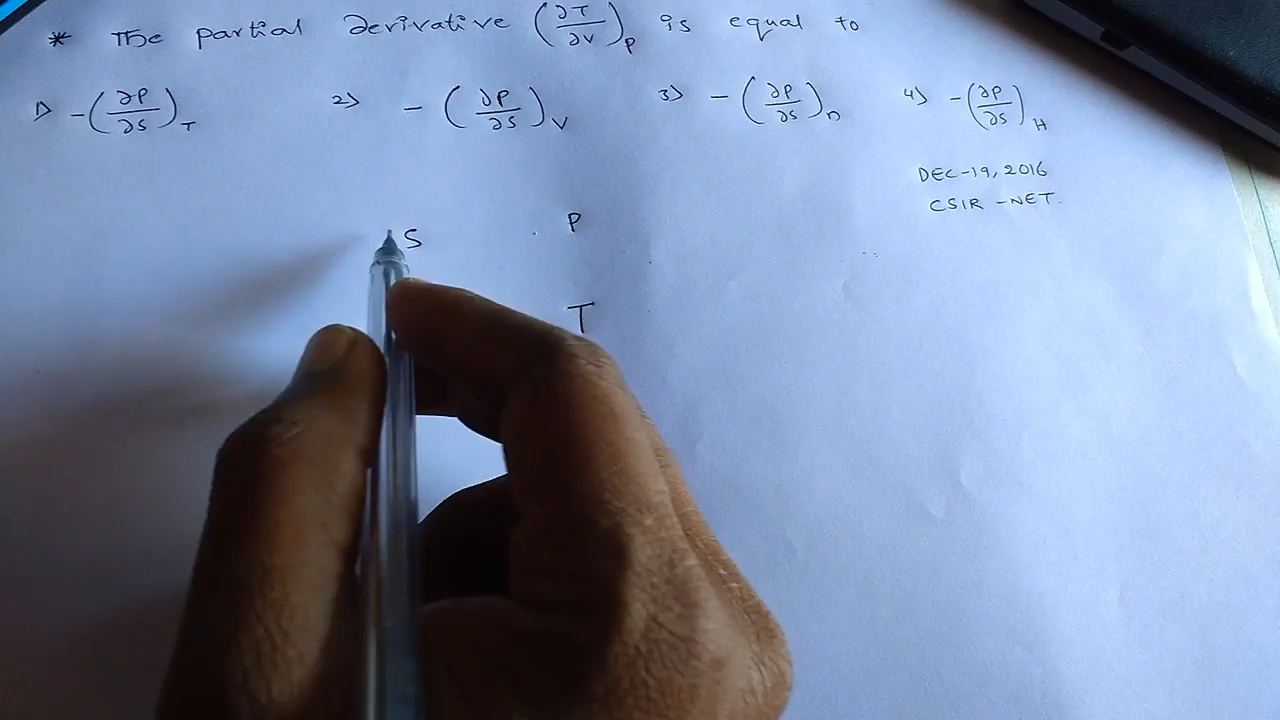 * The partial derivative (∂T/∂V)_P is equal to
1) -(∂P/∂S)_T 2) -(∂P/∂S)_V 3) -(∂P/∂S)_n 4) -(∂P/∂S)_H
DEC-19, 2016
CSIR -NET.
S P
T